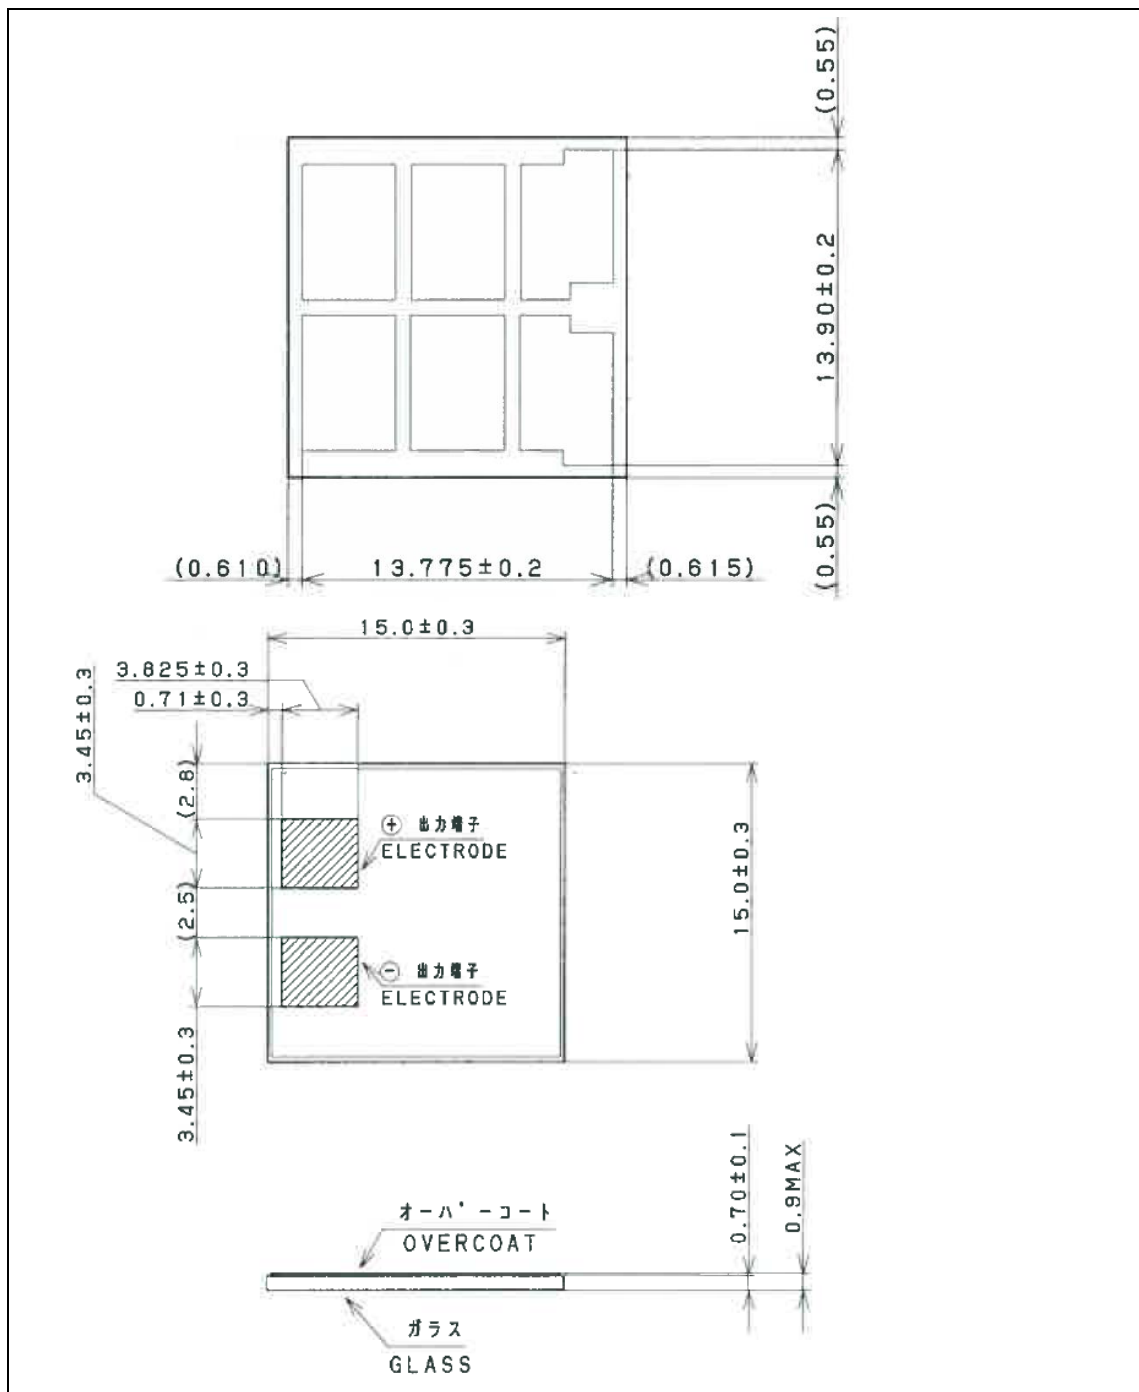 (0.55)
13.90±0.2
(0.55)
(0.610)
13.775±0.2
(0.615)
15.0±0.3
3.825±0.3
0.71±0.3
3.45±0.3
(2.8)
(2.5)
3.45±0.3
⊕ 出力端子
ELECTRODE
⊖ 出力端子
ELECTRODE
15.0±0.3
0.70±0.1
0.9MAX
オーバーコート
OVERCOAT
ガラス
GLASS